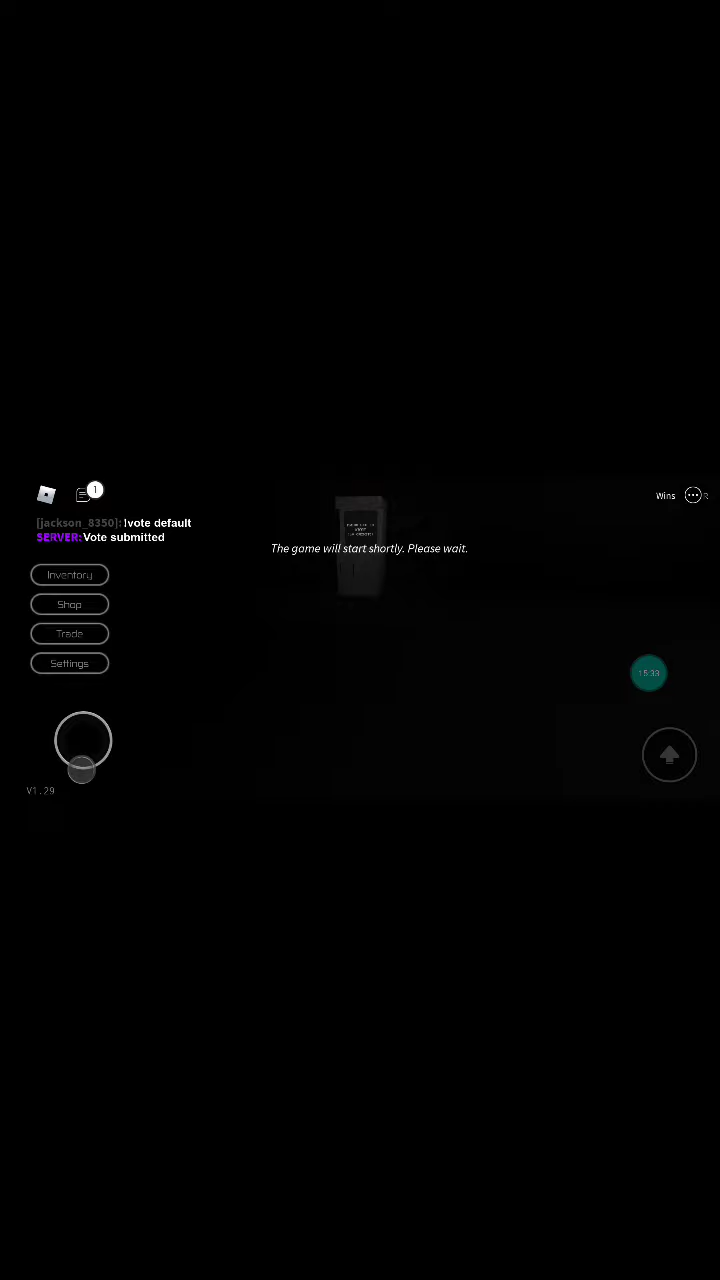 1
Wins
[jackson_8350]: !vote default
SERVER: Vote submitted
The game will start shortly. Please wait.
Inventory
Shop
Trade
Settings
15:33
V1.29